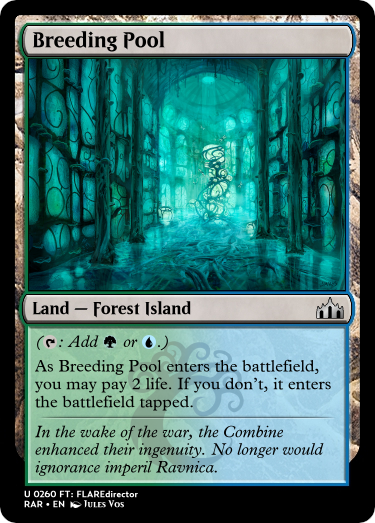 Breeding Pool
Land — Forest Island
(: Add or .)
As Breeding Pool enters the battlefield,
you may pay 2 life. If you don't, it enters
the battlefield tapped.
In the wake of the war, the Combine
enhanced their ingenuity. No longer would
ignorance imperil Ravnica.
U 0260 FT: FLAREdirector
RAR • EN Jules Vos